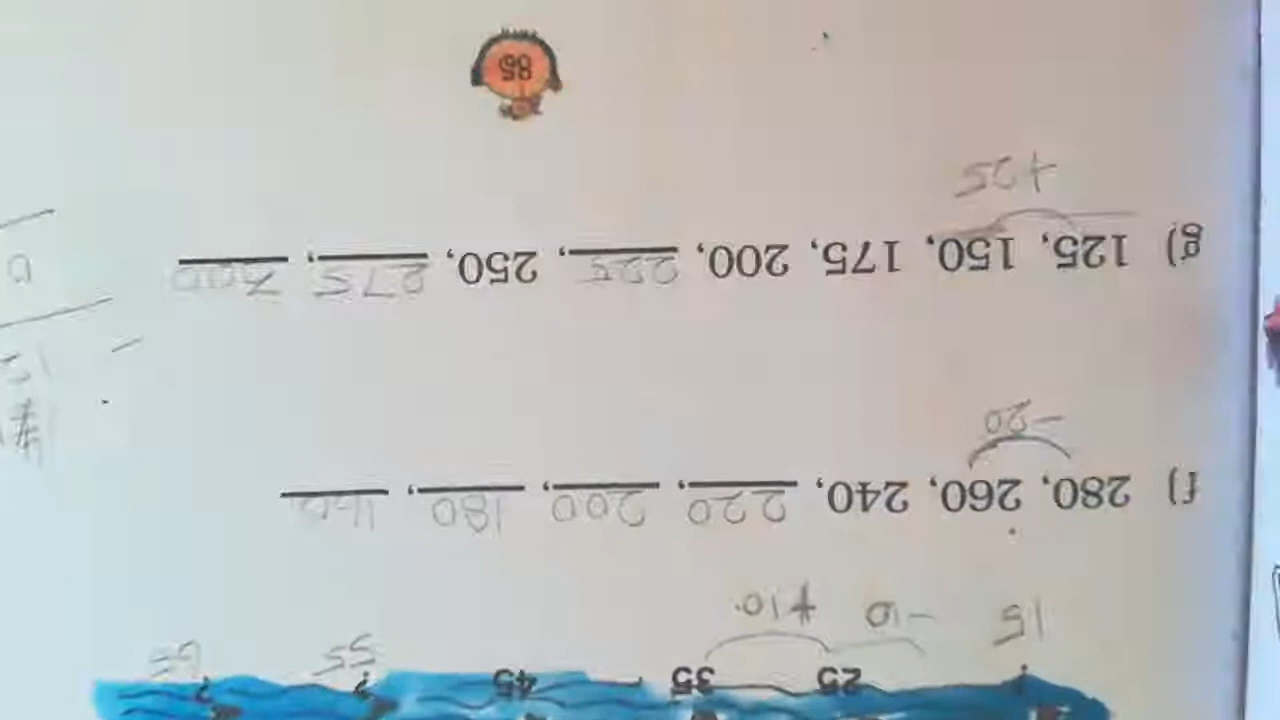 ? 25 35 45 ? ?
15 -10 +10 55 65
f) 280, 260, 240, 220, 200, 180, 160
-20
g) 125, 150, 175, 200, 225, 250, 275, 300
+25
85